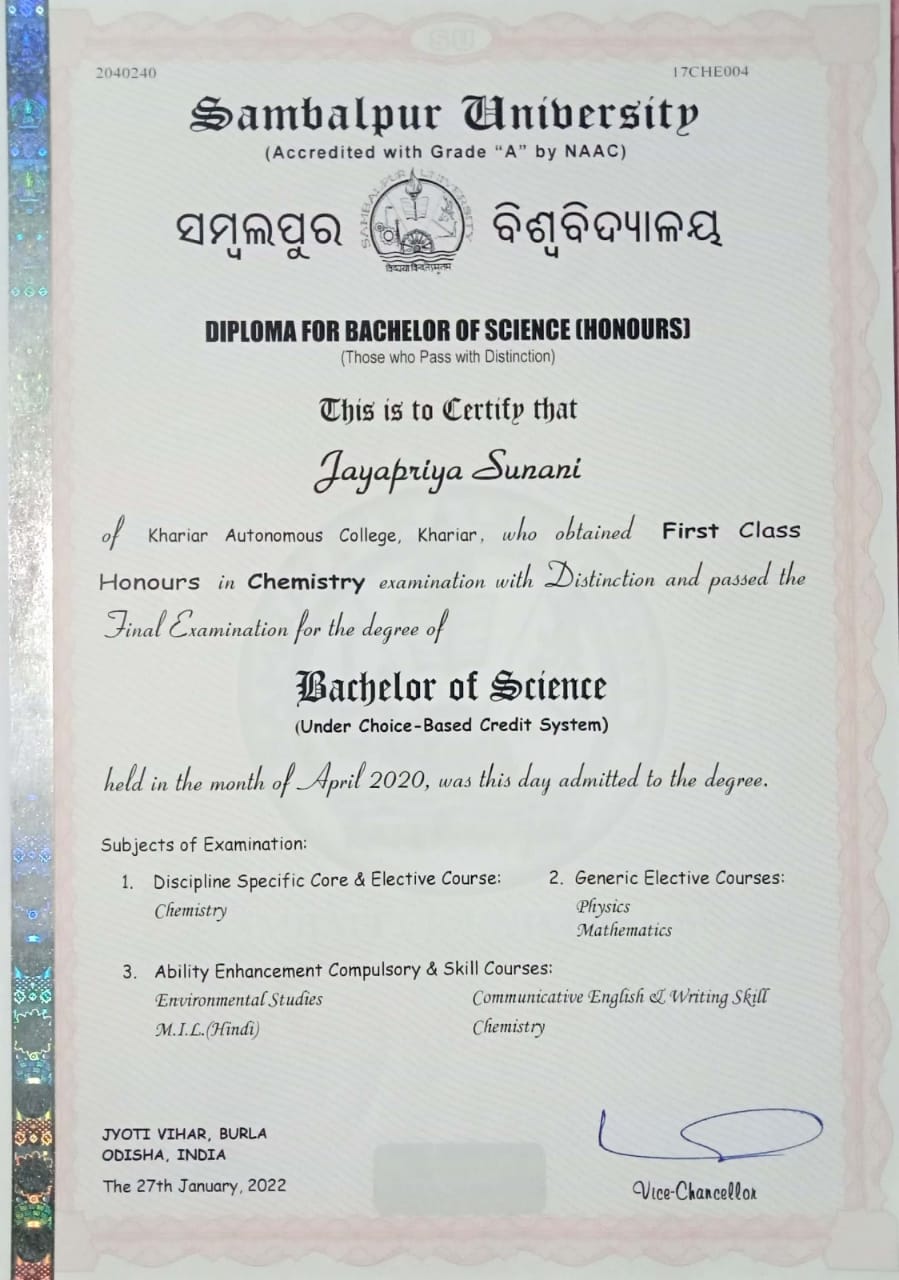 SU
2040240 17CHE004
Sambalpur University
(Accredited with Grade “A” by NAAC)
ସମ୍ବଲପୁର ବିଶ୍ୱବିଦ୍ୟାଳୟ
SAMBALPUR UNIVERSITY
DIPLOMA FOR BACHELOR OF SCIENCE (HONOURS)
(Those who Pass with Distinction)
This is to Certify that
Jayapriya Sunani
of Khariar Autonomous College, Khariar, who obtained First Class
Honours in Chemistry examination with Distinction and passed the
Final Examination for the degree of
Bachelor of Science
(Under Choice-Based Credit System)
held in the month of April 2020, was this day admitted to the degree.
Subjects of Examination:
1. Discipline Specific Core & Elective Course: 2. Generic Elective Courses:
Chemistry Physics
Mathematics
3. Ability Enhancement Compulsory & Skill Courses:
Environmental Studies Communicative English & Writing Skill
M.I.L.(Hindi) Chemistry
JYOTI VIHAR, BURLA
ODISHA, INDIA
The 27th January, 2022
Vice-Chancellor